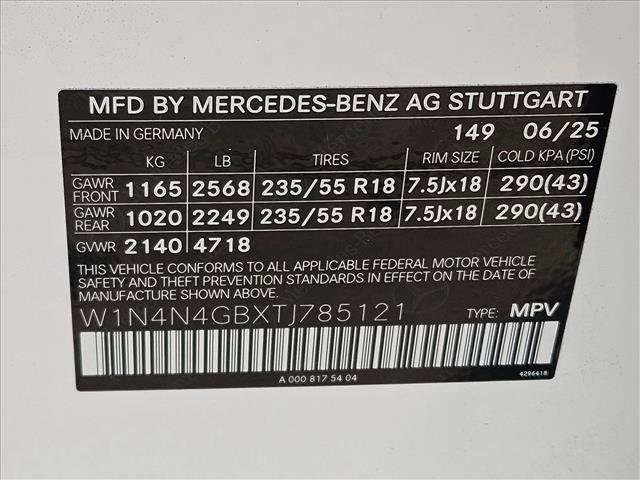 MFD BY MERCEDES-BENZ AG STUTTGART
MADE IN GERMANY 149 06/25
KG LB TIRES RIM SIZE COLD KPA(PSI)
GAWR FRONT 1165 2568 235/55 R18 7.5Jx18 290(43)
GAWR REAR 1020 2249 235/55 R18 7.5Jx18 290(43)
GVWR 2140 4718
THIS VEHICLE CONFORMS TO ALL APPLICABLE FEDERAL MOTOR VEHICLE
SAFETY AND THEFT PREVENTION STANDARDS IN EFFECT ON THE DATE OF
MANUFACTURE SHOWN ABOVE.
W1N4N4GBXTJ785121 TYPE: MPV
A 000 817 54 04
4296418